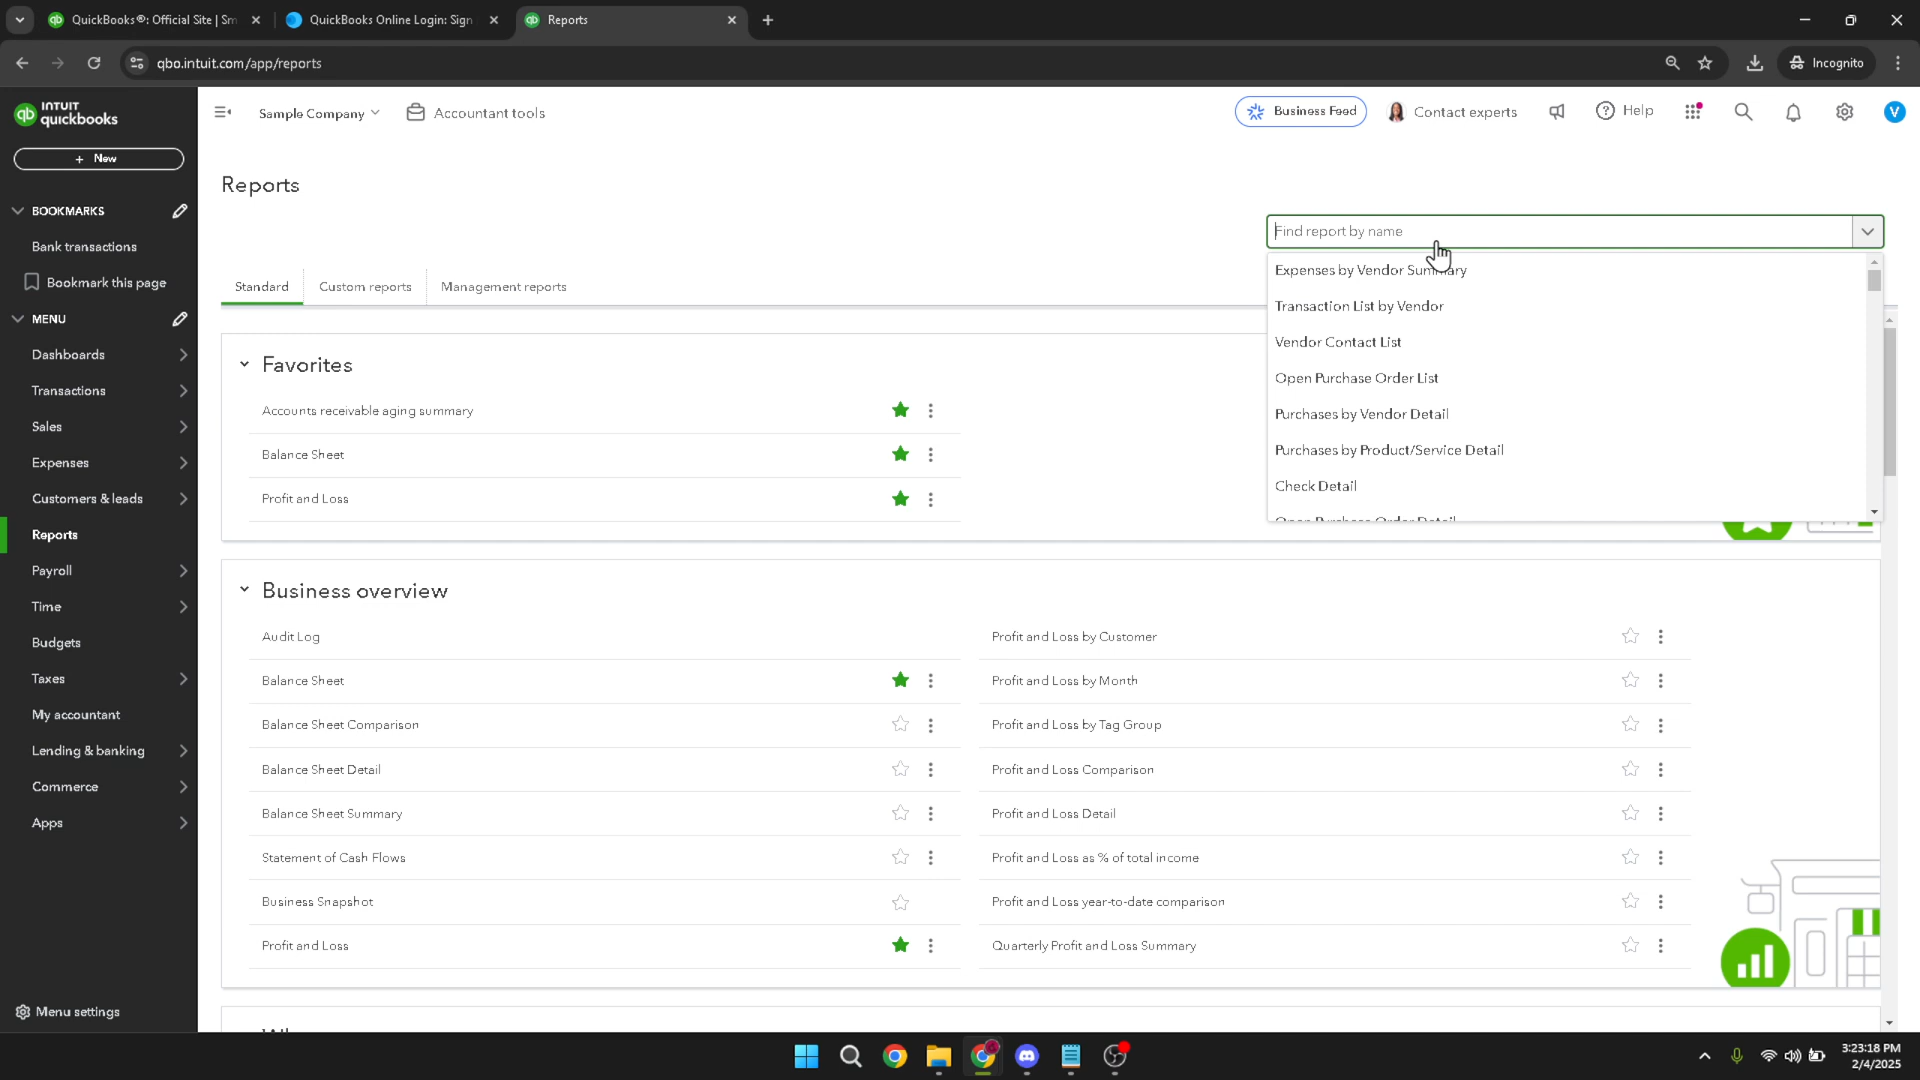 QuickBooks®: Official Site | Sm
QuickBooks Online Login: Sign
Reports
qbo.intuit.com/app/reports
Incognito
INTUIT
quickbooks
qb
Sample Company
Accountant tools
Business Feed
Contact experts
Help
V
+ New
Reports
BOOKMARKS
Bank transactions
Bookmark this page
MENU
Dashboards
Transactions
Sales
Expenses
Customers & leads
Reports
Payroll
Time
Budgets
Taxes
My accountant
Lending & banking
Commerce
Apps
Menu settings
Find report by name
Expenses by Vendor Summary
Transaction List by Vendor
Vendor Contact List
Open Purchase Order List
Purchases by Vendor Detail
Purchases by Product/Service Detail
Check Detail
Open Purchase Order Detail
Standard
Custom reports
Management reports
Favorites
Accounts receivable aging summary
Balance Sheet
Profit and Loss
Business overview
Audit Log
Balance Sheet
Balance Sheet Comparison
Balance Sheet Detail
Balance Sheet Summary
Statement of Cash Flows
Business Snapshot
Profit and Loss
Profit and Loss by Customer
Profit and Loss by Month
Profit and Loss by Tag Group
Profit and Loss Comparison
Profit and Loss Detail
Profit and Loss as % of total income
Profit and Loss year-to-date comparison
Quarterly Profit and Loss Summary
3:23:18 PM
2/4/2025